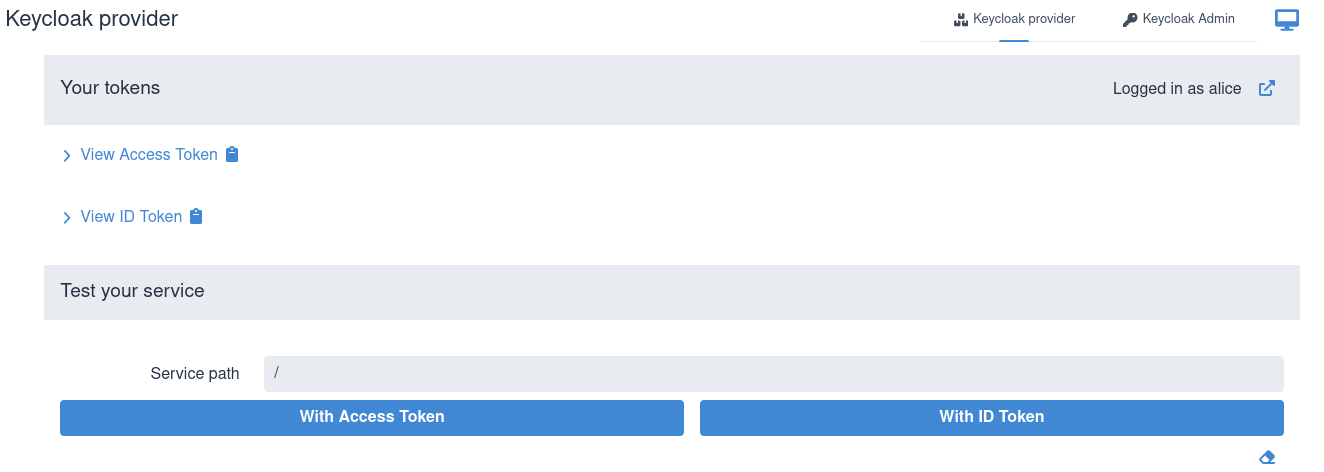 Keycloak provider
Keycloak provider
Keycloak Admin
Your tokens
Logged in as alice
View Access Token
View ID Token
Test your service
Service path
/
With Access Token
With ID Token